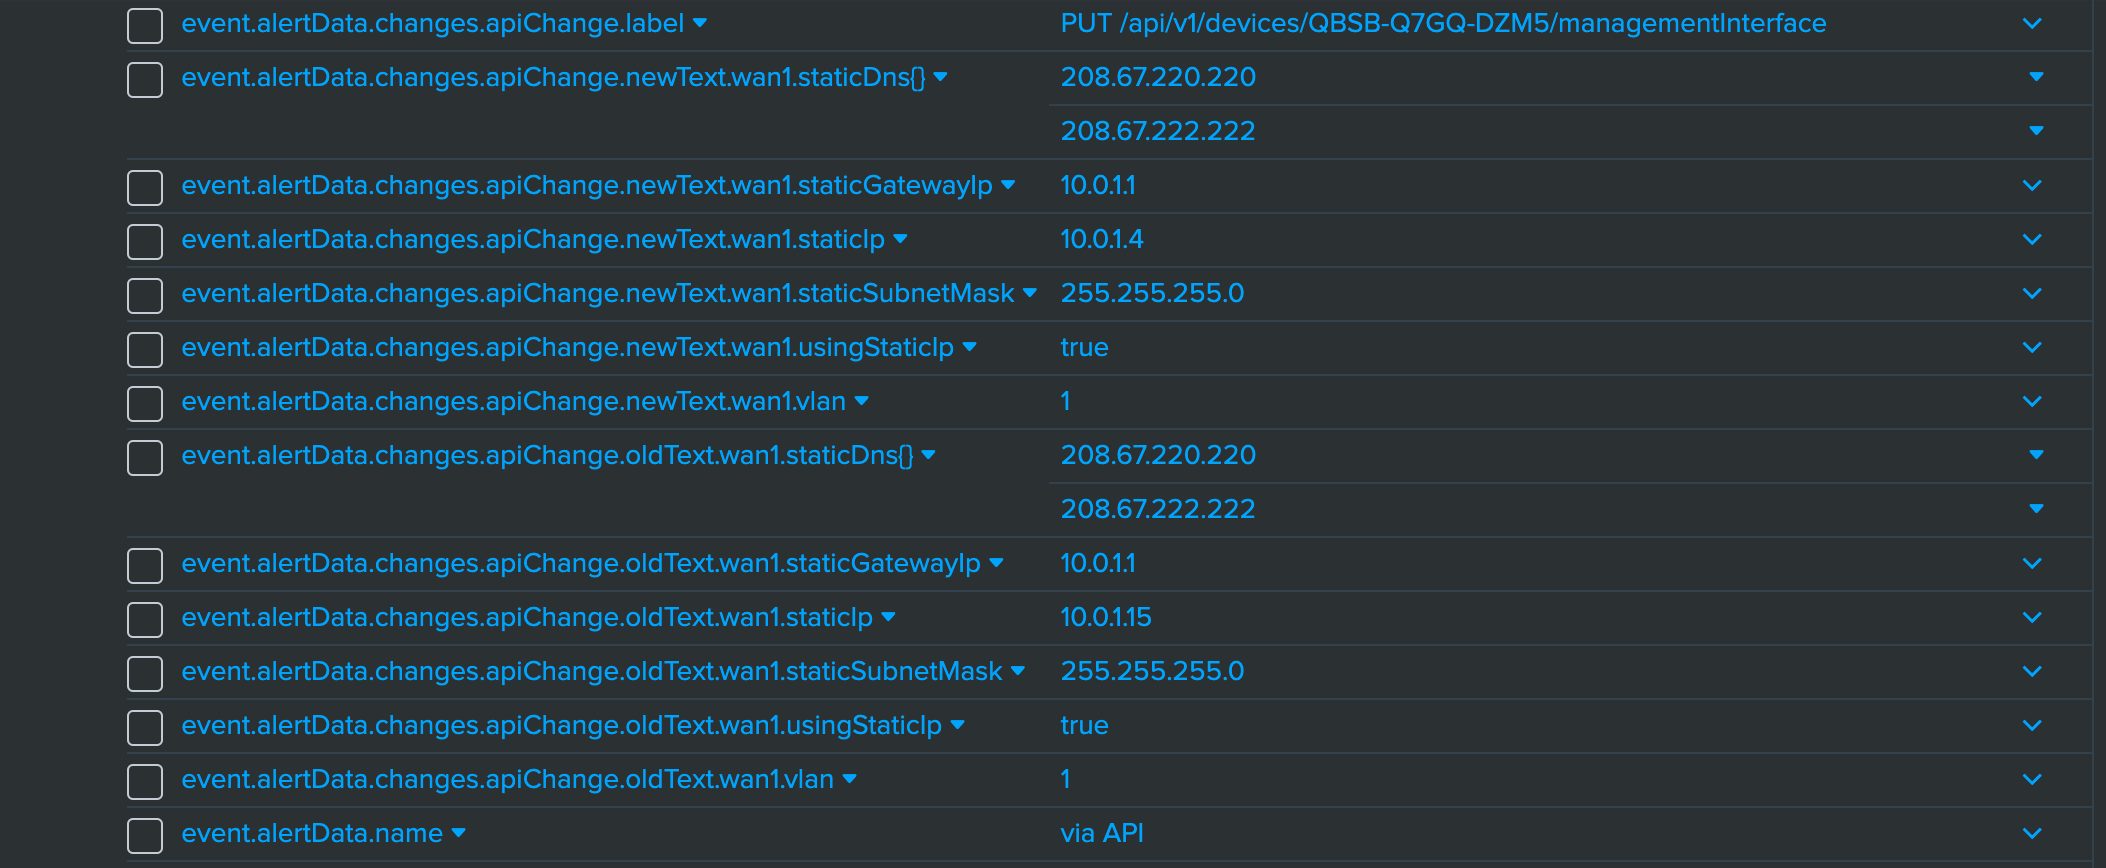 event.alertData.changes.apiChange.label PUT /api/v1/devices/QBSB-Q7GQ-DZM5/managementInterface
event.alertData.changes.apiChange.newText.wan1.staticDns{} 208.67.220.220
208.67.222.222
event.alertData.changes.apiChange.newText.wan1.staticGatewayIp 10.0.1.1
event.alertData.changes.apiChange.newText.wan1.staticIp 10.0.1.4
event.alertData.changes.apiChange.newText.wan1.staticSubnetMask 255.255.255.0
event.alertData.changes.apiChange.newText.wan1.usingStaticIp true
event.alertData.changes.apiChange.newText.wan1.vlan 1
event.alertData.changes.apiChange.oldText.wan1.staticDns{} 208.67.220.220
208.67.222.222
event.alertData.changes.apiChange.oldText.wan1.staticGatewayIp 10.0.1.1
event.alertData.changes.apiChange.oldText.wan1.staticIp 10.0.1.15
event.alertData.changes.apiChange.oldText.wan1.staticSubnetMask 255.255.255.0
event.alertData.changes.apiChange.oldText.wan1.usingStaticIp true
event.alertData.changes.apiChange.oldText.wan1.vlan 1
event.alertData.name via API